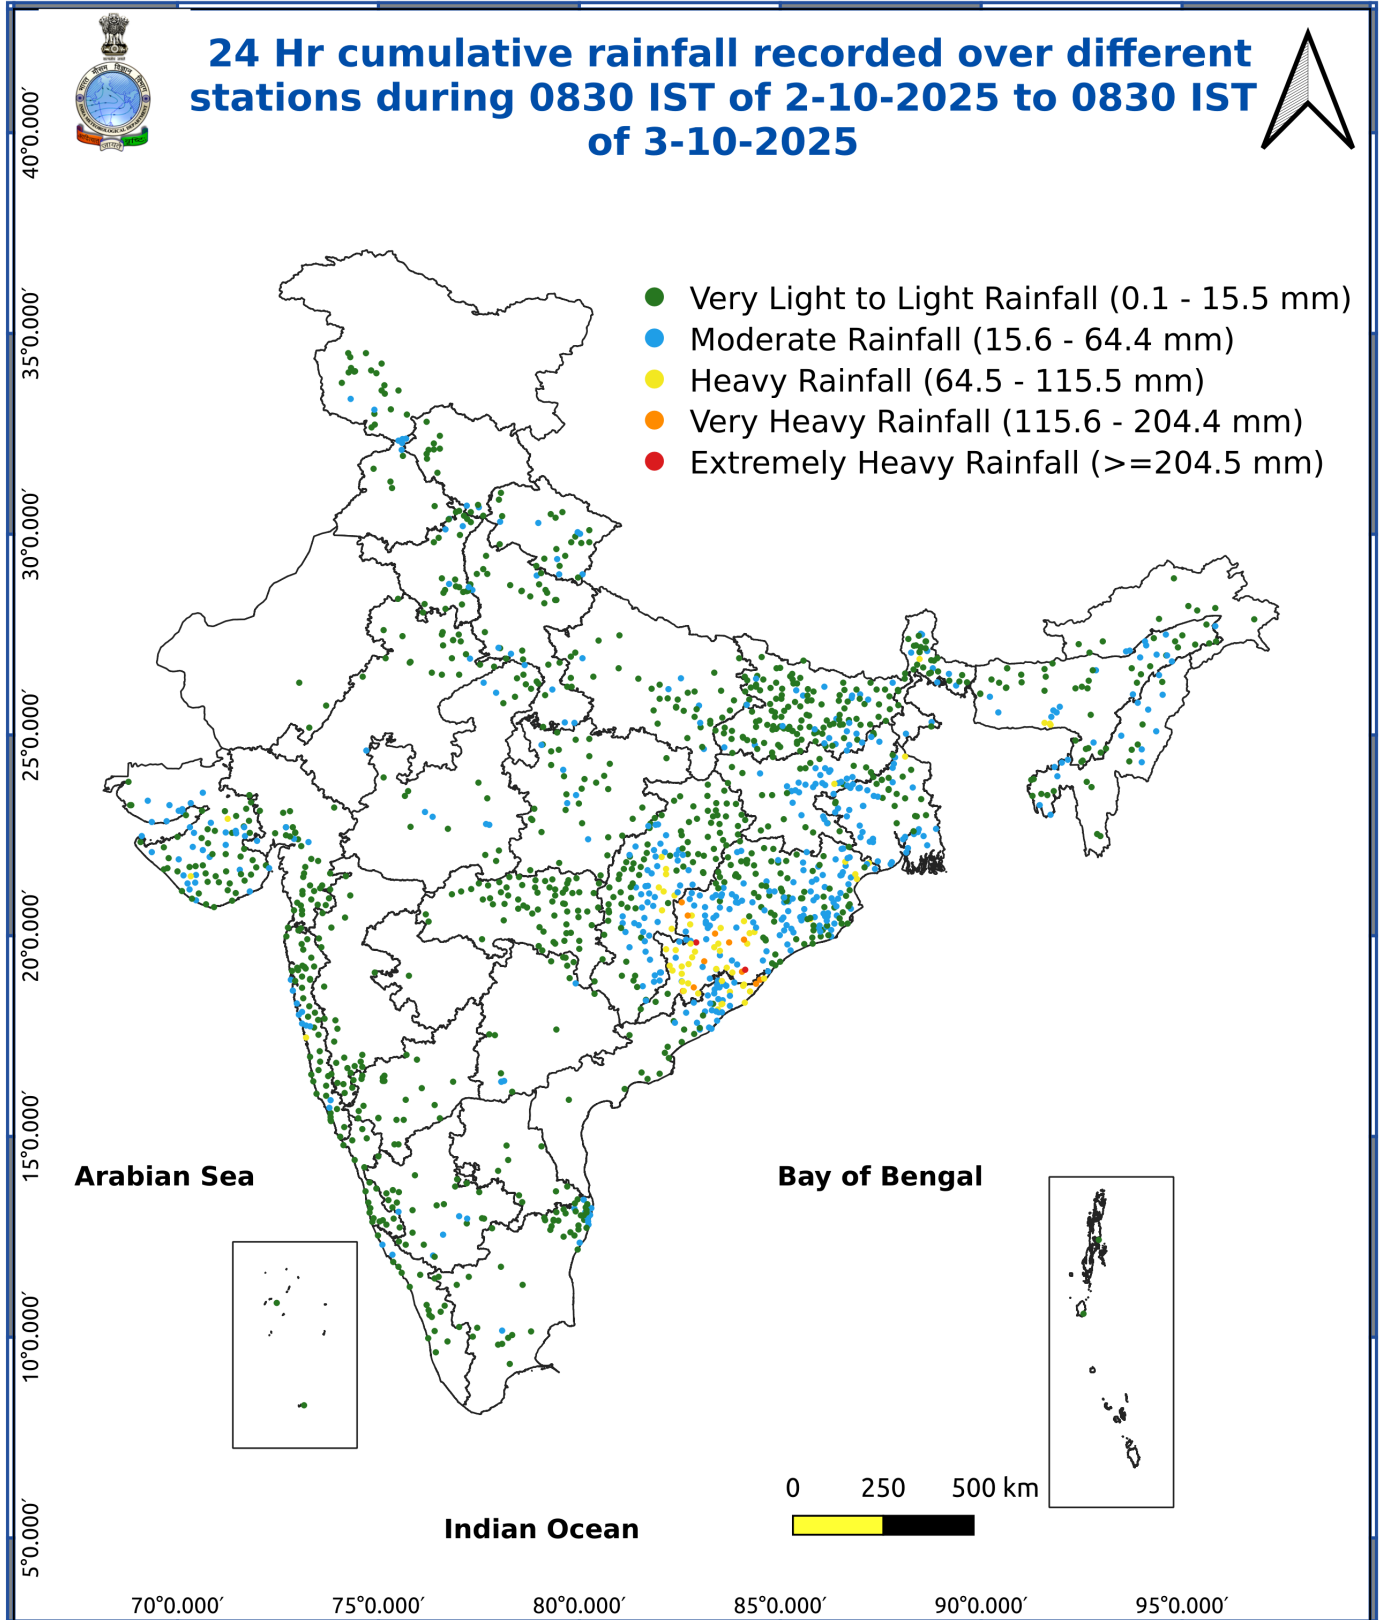 24 Hr cumulative rainfall recorded over different
stations during 0830 IST of 2-10-2025 to 0830 IST
of 3-10-2025
Very Light to Light Rainfall (0.1 - 15.5 mm)
Moderate Rainfall (15.6 - 64.4 mm)
Heavy Rainfall (64.5 - 115.5 mm)
Very Heavy Rainfall (115.6 - 204.4 mm)
Extremely Heavy Rainfall (>=204.5 mm)
40°0.000′
35°0.000′
30°0.000′
25°0.000′
20°0.000′
15°0.000′
10°0.000′
5°0.000′
Arabian Sea
Bay of Bengal
Indian Ocean
0 250 500 km
70°0.000′ 75°0.000′ 80°0.000′ 85°0.000′ 90°0.000′ 95°0.000′